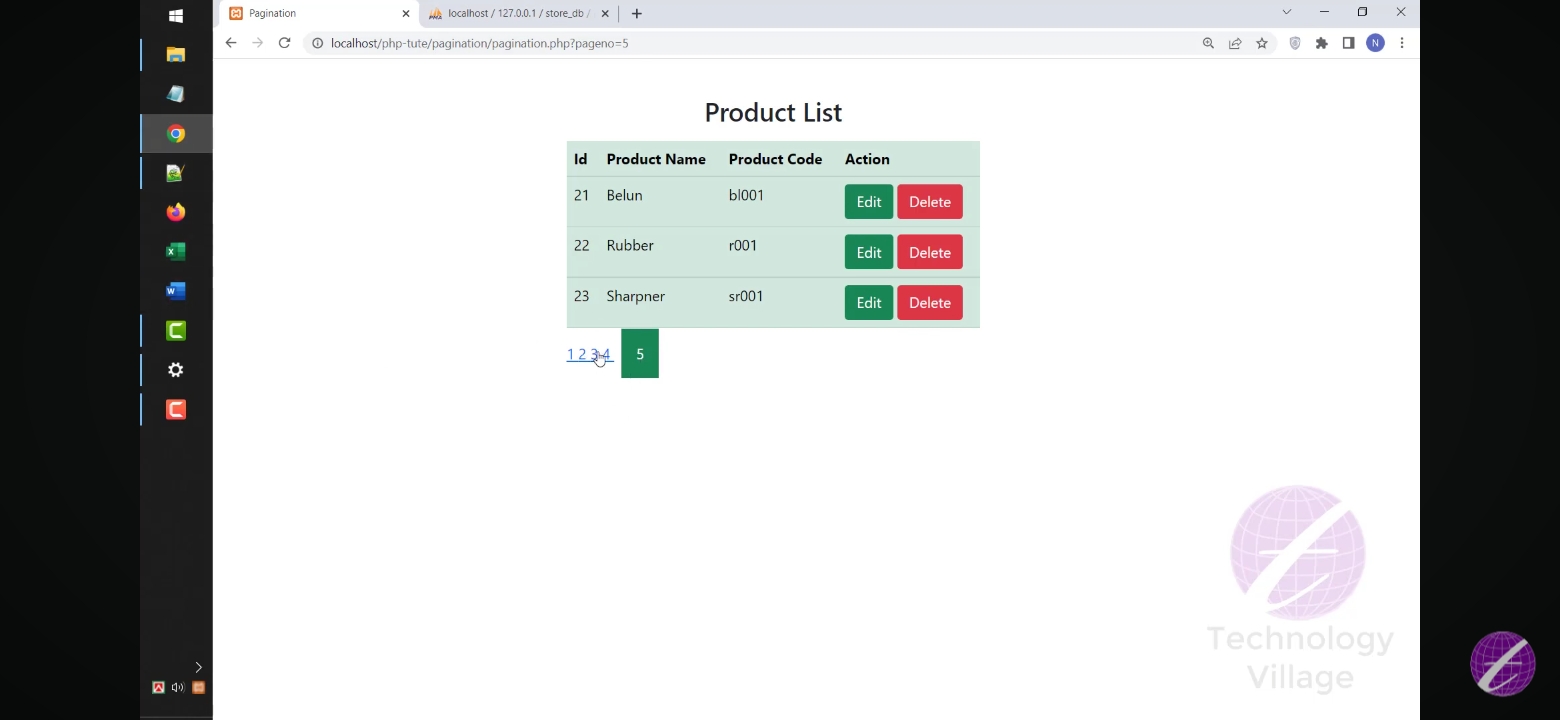 Pagination
localhost / 127.0.0.1 / store_db /
localhost/php-tute/pagination/pagination.php?pageno=5
N
Product List
Id Product Name Product Code Action
21 Belun bl001 Edit Delete
22 Rubber r001 Edit Delete
23 Sharpner sr001 Edit Delete
1 2 3 4 5
Technology
Village